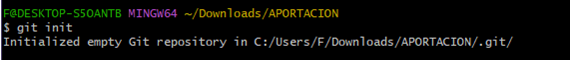 F@DESKTOP-S5OANTB MINGW64 ~/Downloads/APORTACION
$ git init
Initialized empty Git repository in C:/Users/F/Downloads/APORTACION/.git/